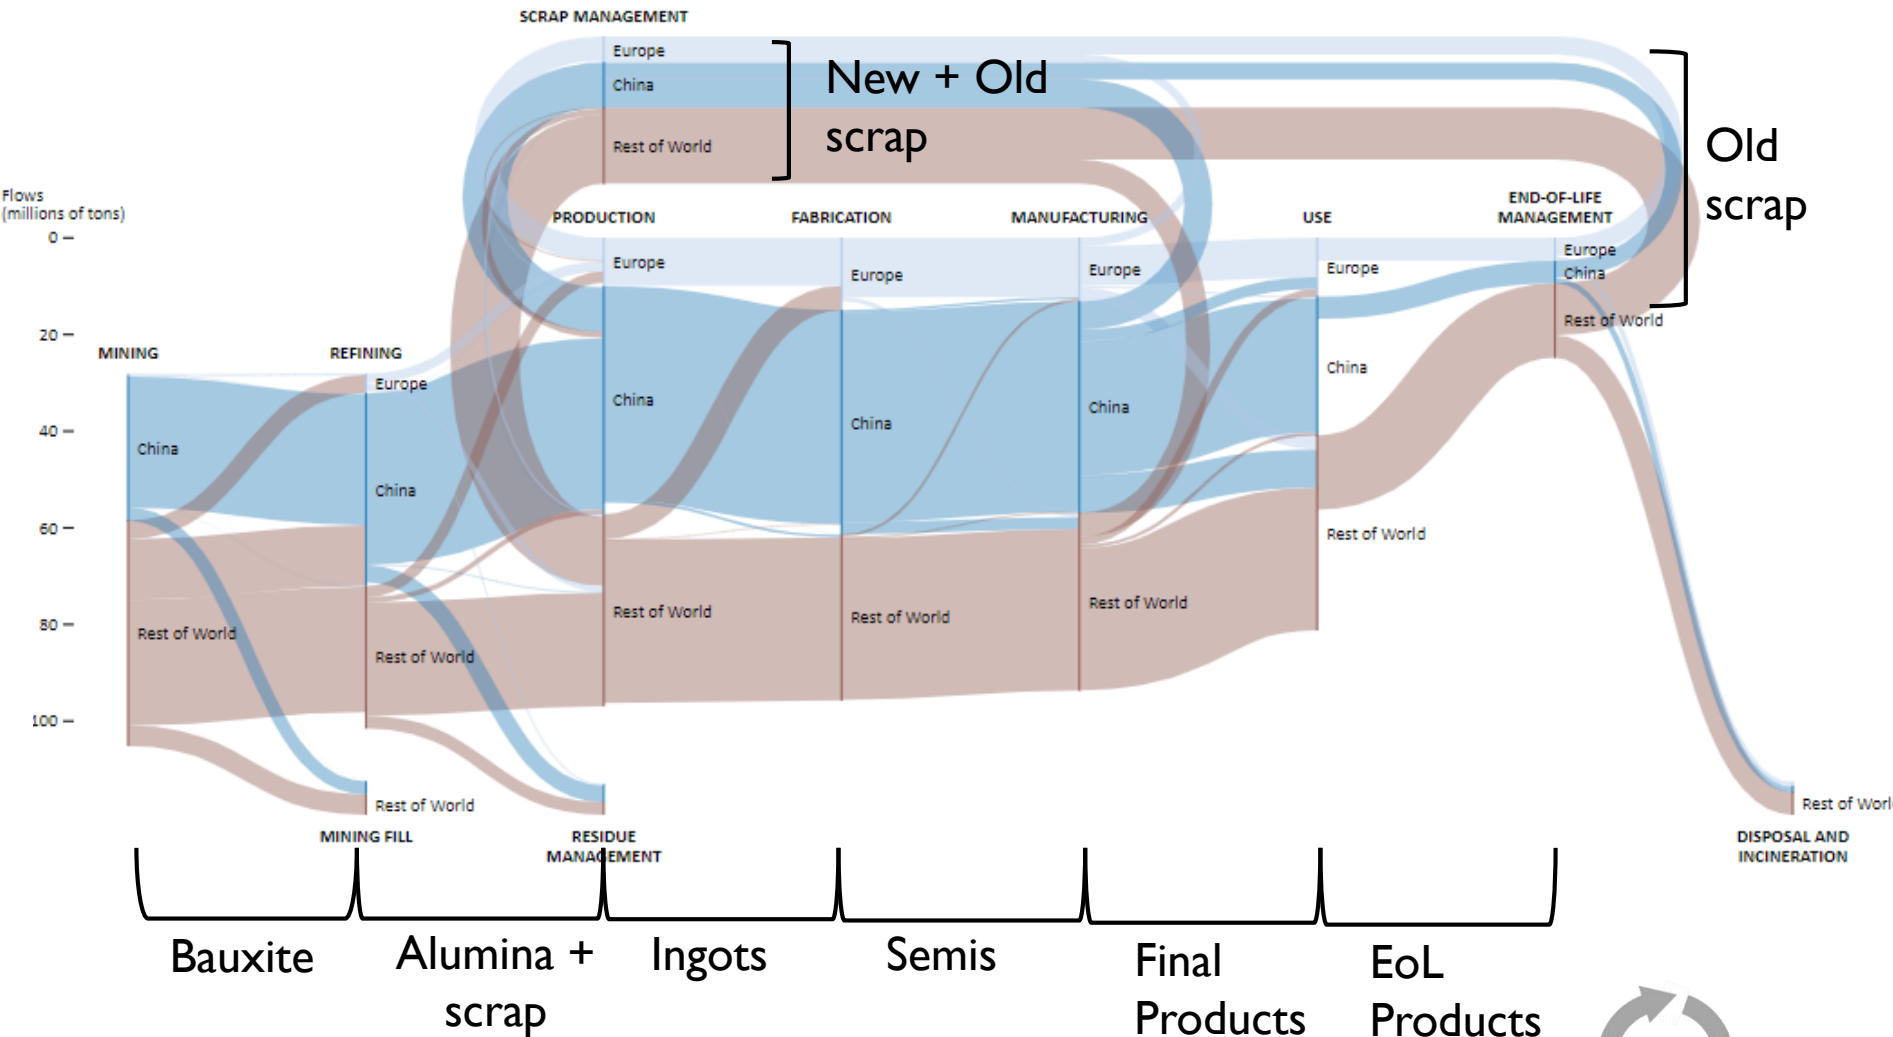 SCRAP MANAGEMENT
Europe
China
Rest of World
New + Old
scrap
Old
scrap
Flows
(millions of tons)
0
20
40
60
80
100
MINING
China
Rest of World
REFINING
Europe
China
Rest of World
PRODUCTION
Europe
China
Rest of World
FABRICATION
Europe
China
Rest of World
MANUFACTURING
Europe
China
Rest of World
USE
Europe
China
Rest of World
END-OF-LIFE
MANAGEMENT
Europe
China
Rest of World
Rest of World
MINING FILL
RESIDUE
MANAGEMENT
Rest of Worl
DISPOSAL AND
INCINERATION
Bauxite
Alumina +
scrap
Ingots
Semis
Final
Products
EoL
Products